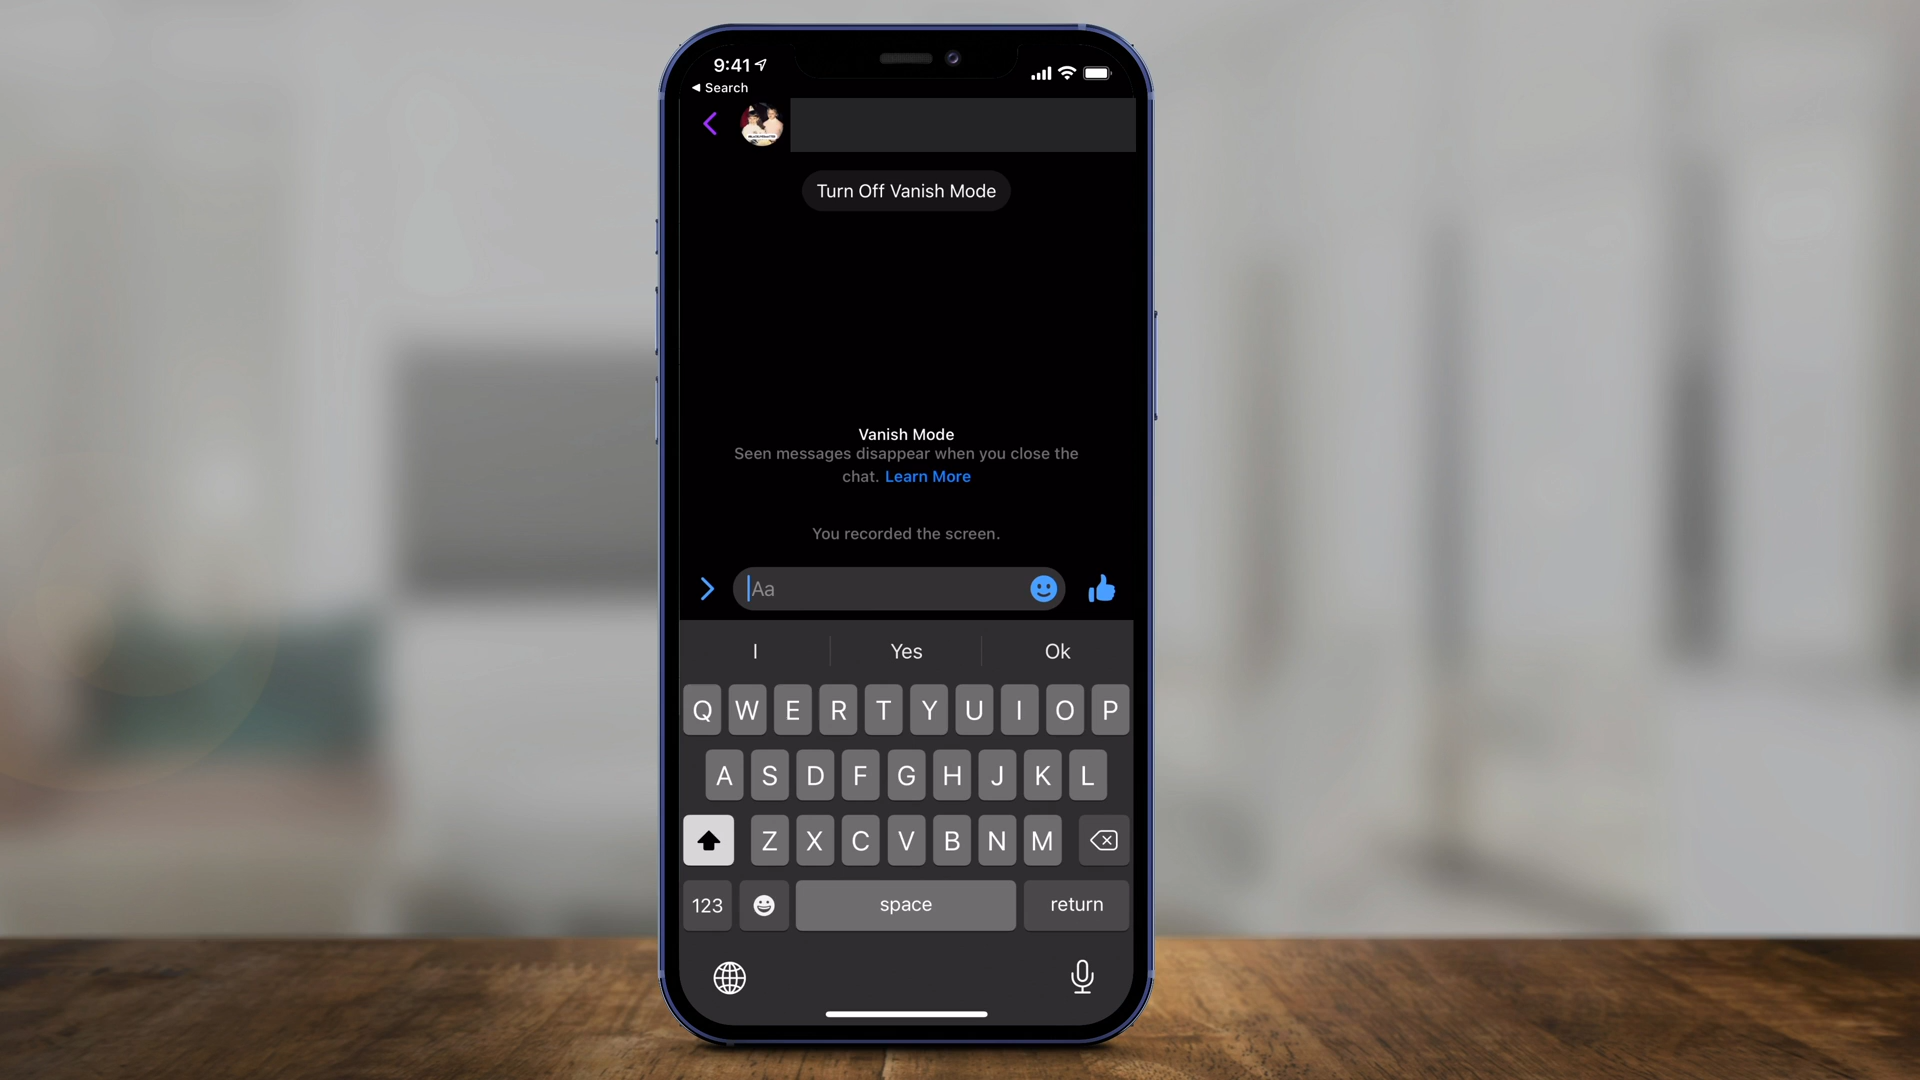 9:41
Search
Turn Off Vanish Mode
Vanish Mode
Seen messages disappear when you close the
chat. Learn More
You recorded the screen.
Aa
I Yes Ok
Q W E R T Y U I O P
A S D F G H J K L
Z X C V B N M
123 space return